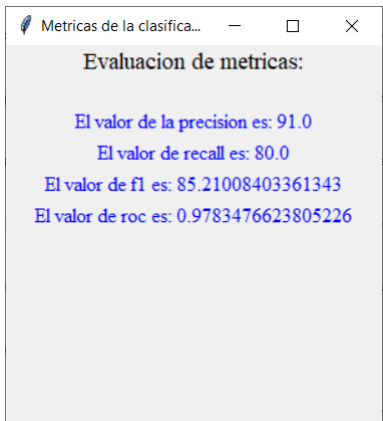 Metricas de la clasifica...
Evaluacion de metricas:
El valor de la precision es: 91.0
El valor de recall es: 80.0
El valor de f1 es: 85.21008403361343
El valor de roc es: 0.9783476623805226